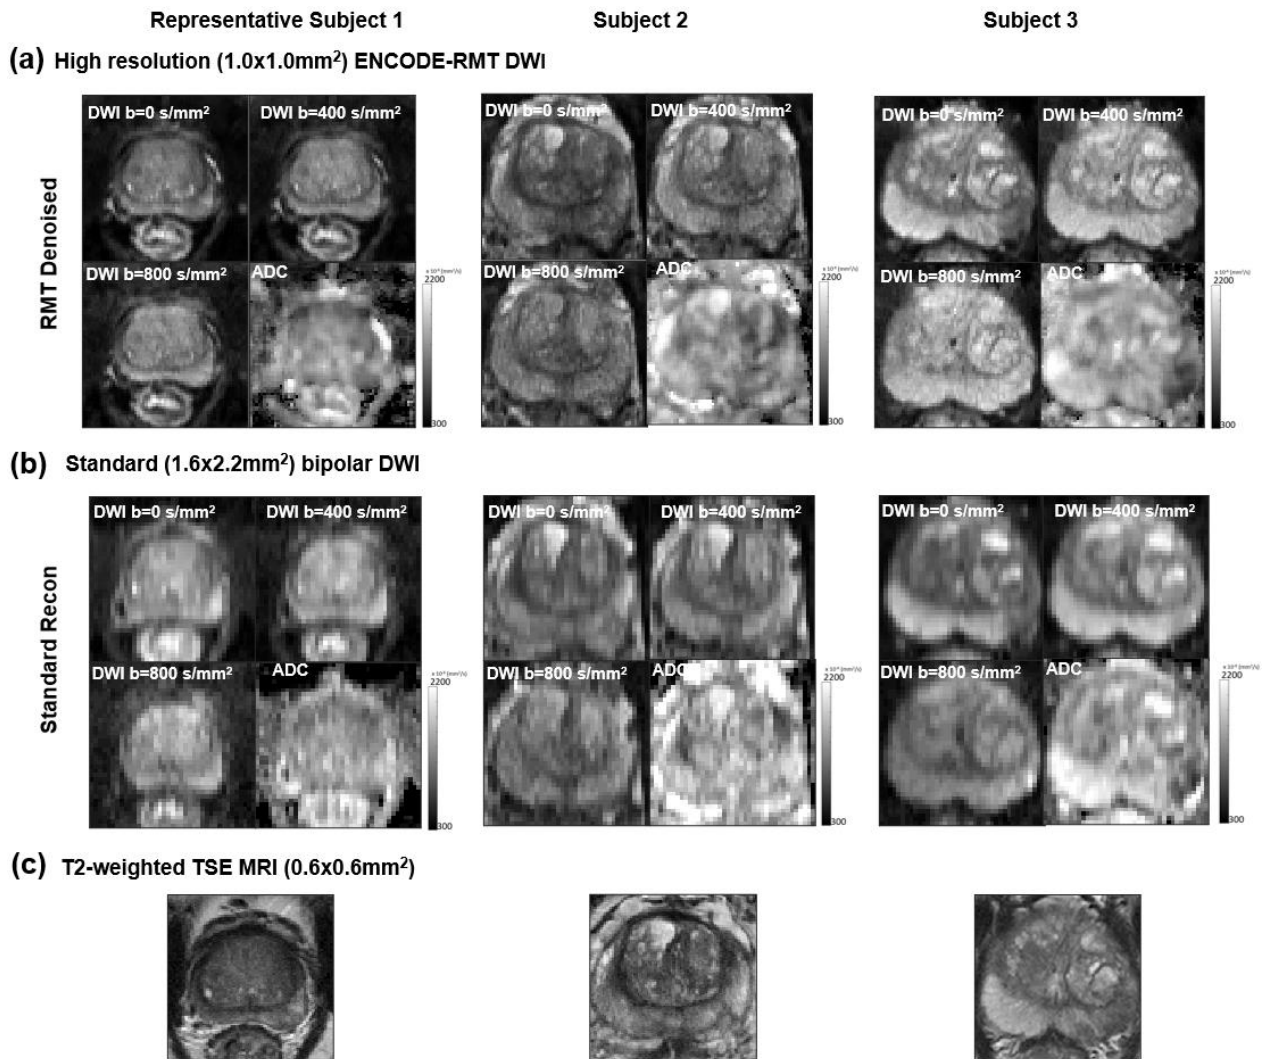 Representative Subject 1
Subject 2
Subject 3
(a) High resolution (1.0x1.0mm²) ENCODE-RMT DWI
RMT Denoised
DWI b=0 s/mm²
DWI b=400 s/mm²
DWI b=0 s/mm²
DWI b=400 s/mm²
DWI b=0 s/mm²
DWI b=400 s/mm²
DWI b=800 s/mm²
ADC
2200
300
DWI b=800 s/mm²
ADC
2200
300
DWI b=800 s/mm²
ADC
2200
300
(b) Standard (1.6x2.2mm²) bipolar DWI
Standard Recon
DWI b=0 s/mm²
DWI b=400 s/mm²
DWI b=0 s/mm²
DWI b=400 s/mm²
DWI b=0 s/mm²
DWI b=400 s/mm²
DWI b=800 s/mm²
ADC
2200
300
DWI b=800 s/mm²
ADC
2200
300
DWI b=800 s/mm²
ADC
2200
300
(c) T2-weighted TSE MRI (0.6x0.6mm²)